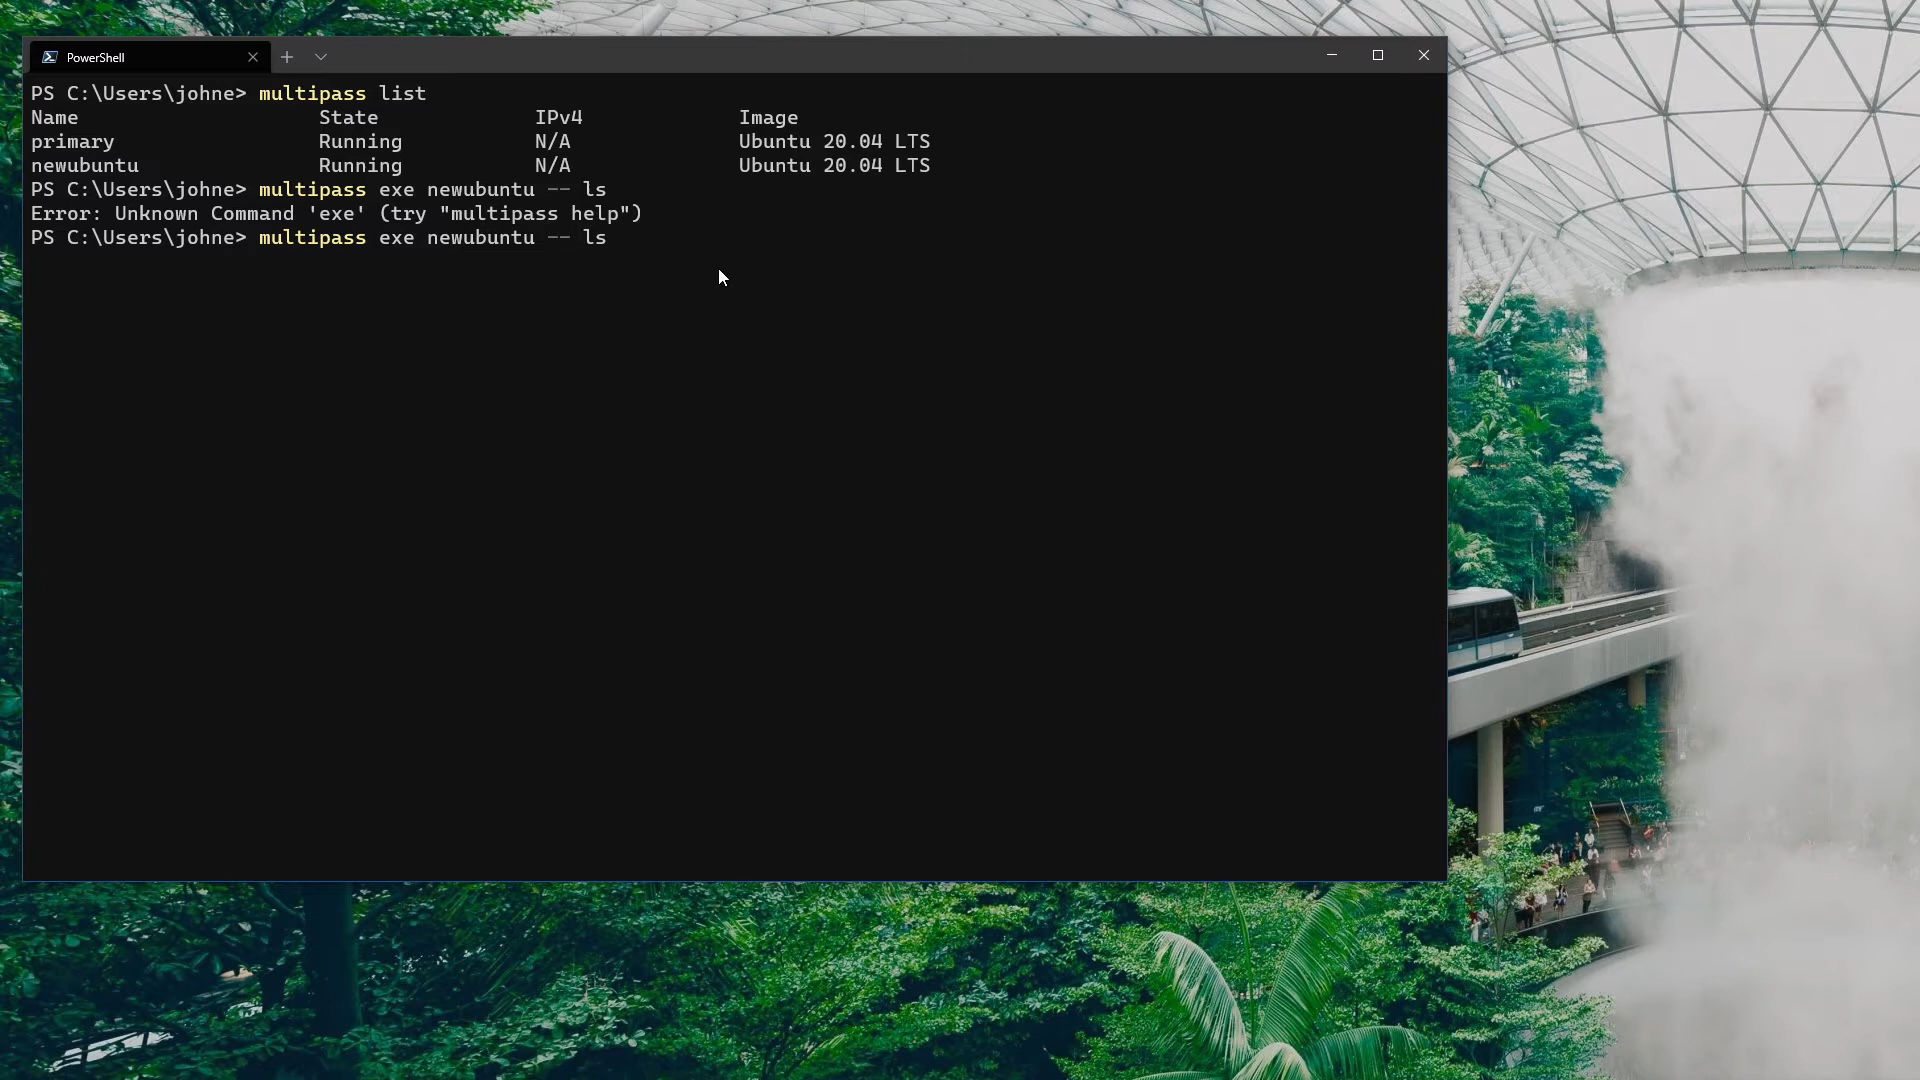 PowerShell
PS C:\Users\johne> multipass list
Name State IPv4 Image
primary Running N/A Ubuntu 20.04 LTS
newubuntu Running N/A Ubuntu 20.04 LTS
PS C:\Users\johne> multipass exe newubuntu -- ls
Error: Unknown Command 'exe' (try "multipass help")
PS C:\Users\johne> multipass exe newubuntu -- ls